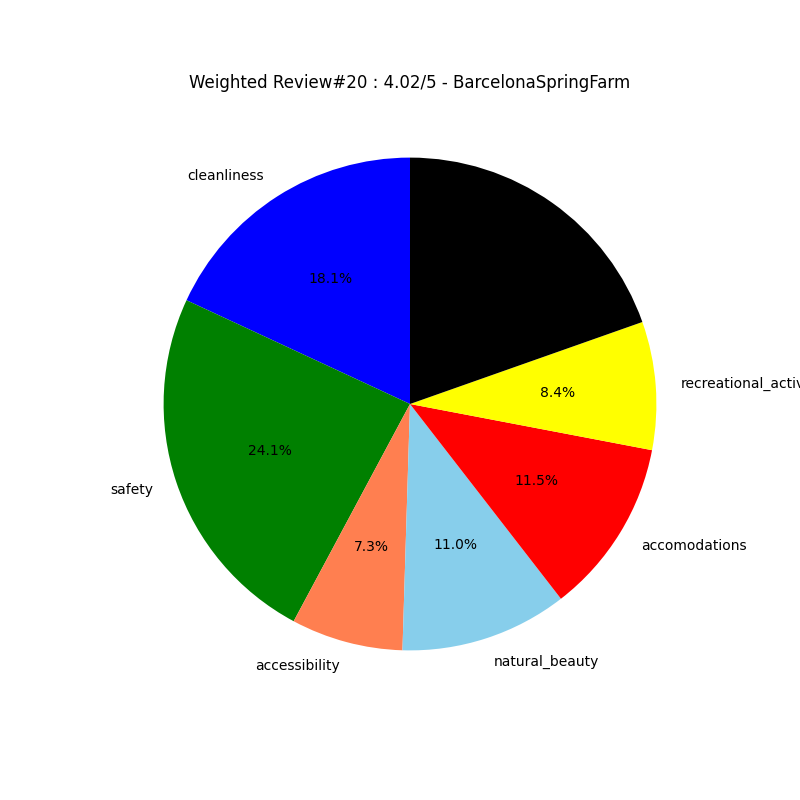 Weighted Review#20 : 4.02/5 - BarcelonaSpringFarm
cleanliness
18.1%
8.4%
recreational_activ
24.1%
11.5%
safety
7.3%
11.0%
accomodations
accessibility
natural_beauty